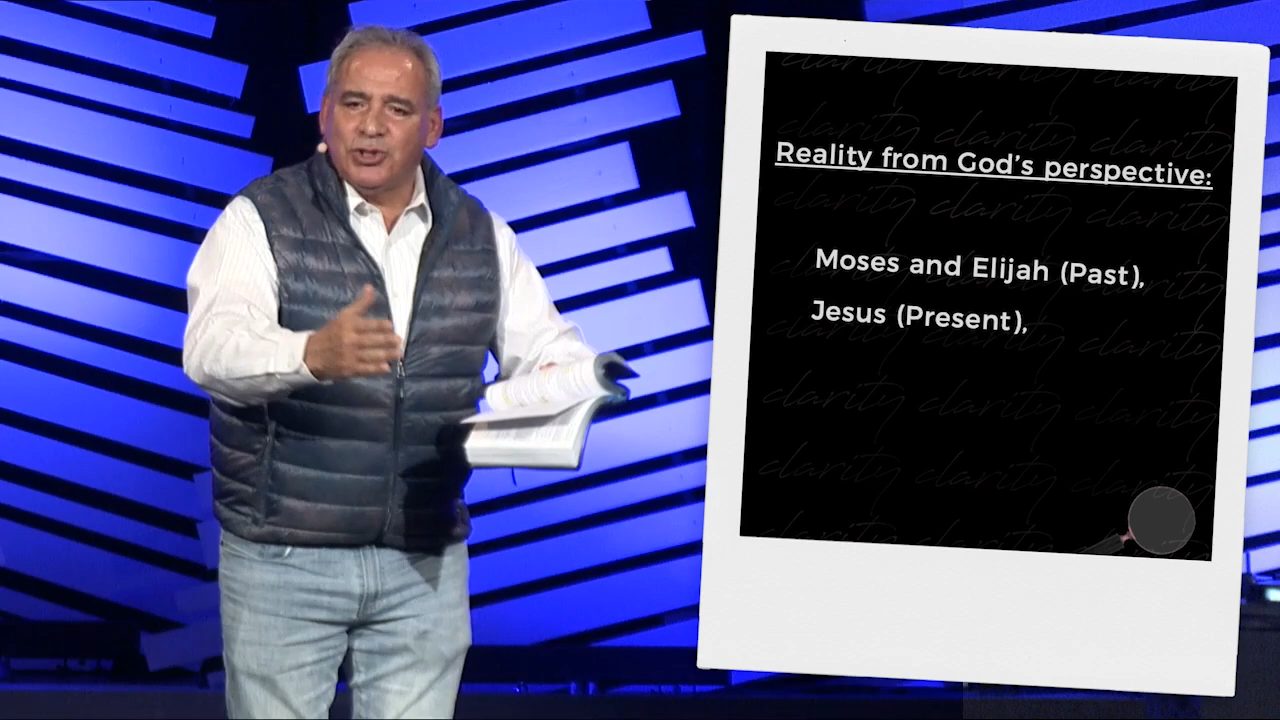 Reality from God’s perspective:
Moses and Elijah (Past),
Jesus (Present),